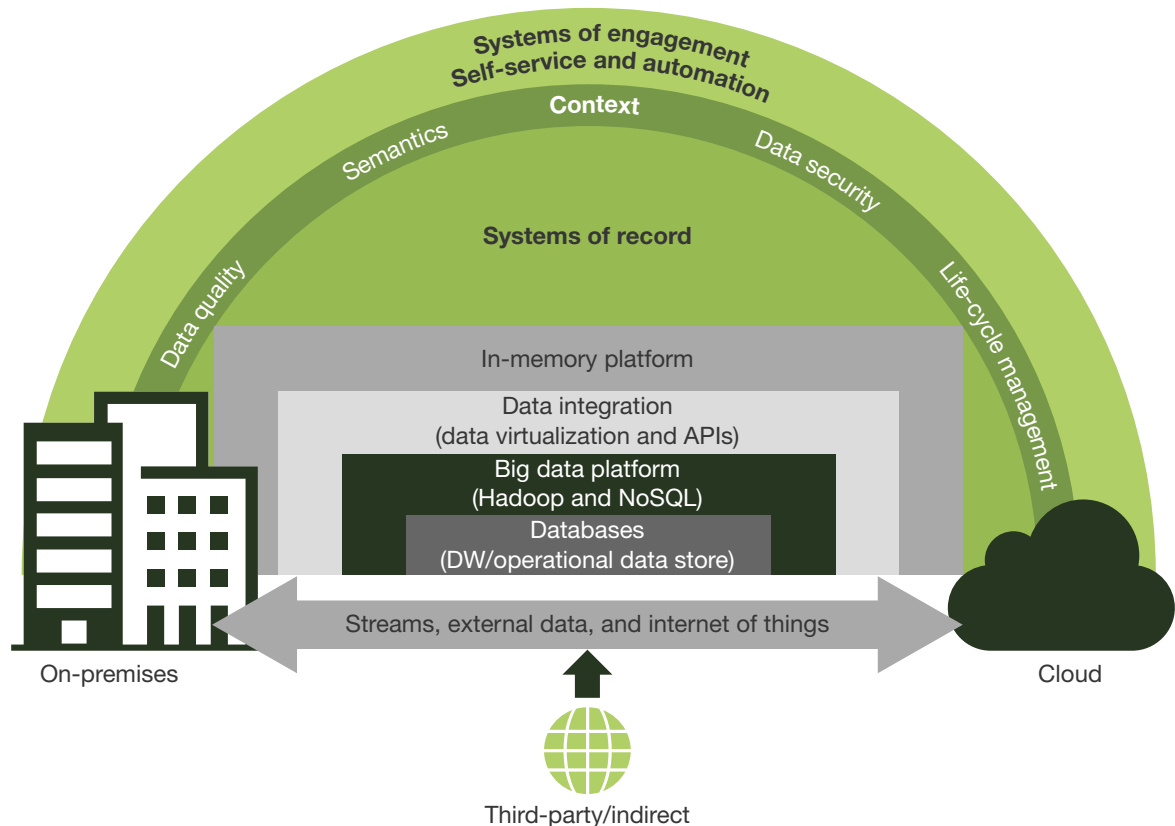 Systems of engagement
Self-service and automation
Context
Semantics
Data security
Data quality
Life-cycle management
Systems of record
In-memory platform
Data integration
(data virtualization and APIs)
Big data platform
(Hadoop and NoSQL)
Databases
(DW/operational data store)
Streams, external data, and internet of things
On-premises
Cloud
Third-party/indirect